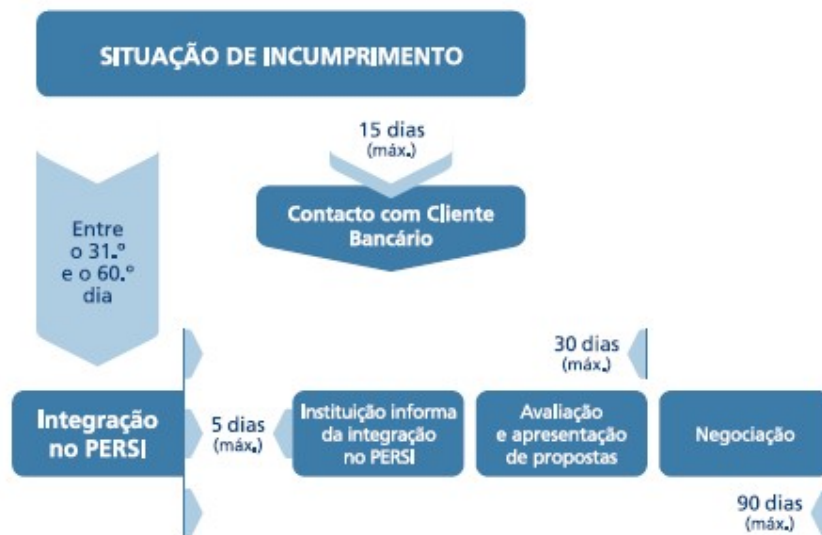 SITUAÇÃO DE INCUMPRIMENTO
15 dias
(máx.)
Contacto com Cliente
Bancário
Entre
o 31.º
e o 60.º
dia
30 dias
(máx.)
Integração
no PERSI
5 dias
(máx.)
Instituição informa
da integração
no PERSI
Avaliação
e apresentação
de propostas
Negociação
90 dias
(máx.)